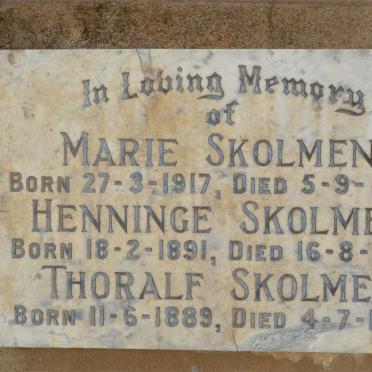 In Loving Memory
of
MARIE SKOLMEN
BORN 27-3-1917, DIED 5-9-
HENNINGE SKOLME
BORN 18-2-1891, DIED 16-8-
THORALF SKOLME
BORN 11-6-1889, DIED 4-7-1